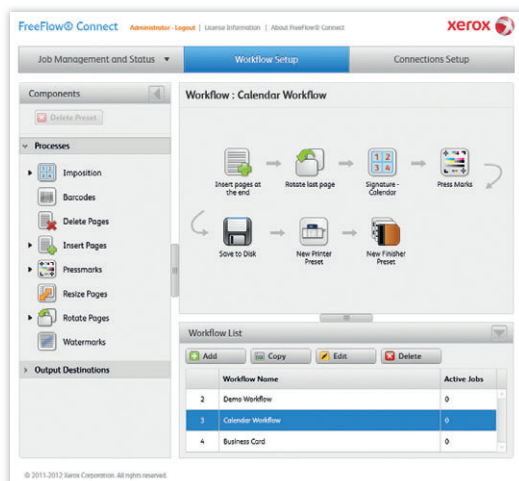 FreeFlow® Connect Administrator - Logout | License Information | About FreeFlow® Connect xerox
Job Management and Status Workflow Setup Connections Setup
Components
Delete Preset
Processes
Imposition
Barcodes
Delete Pages
Insert Pages
Pressmarks
Resize Pages
Rotate Pages
Watermarks
Output Destinations
Workflow : Calendar Workflow
1 2
3 4
Insert pages at the end
Rotate last page
Signature - Calendar
Press Marks
Save to Disk
New Printer Preset
New Finisher Preset
Workflow List
Add Copy Edit Delete
Workflow Name Active Jobs
2 Demo Workflow 0
3 Calendar Workflow 0
4 Business Card 0
© 2011-2012 Xerox Corporation. All rights reserved.